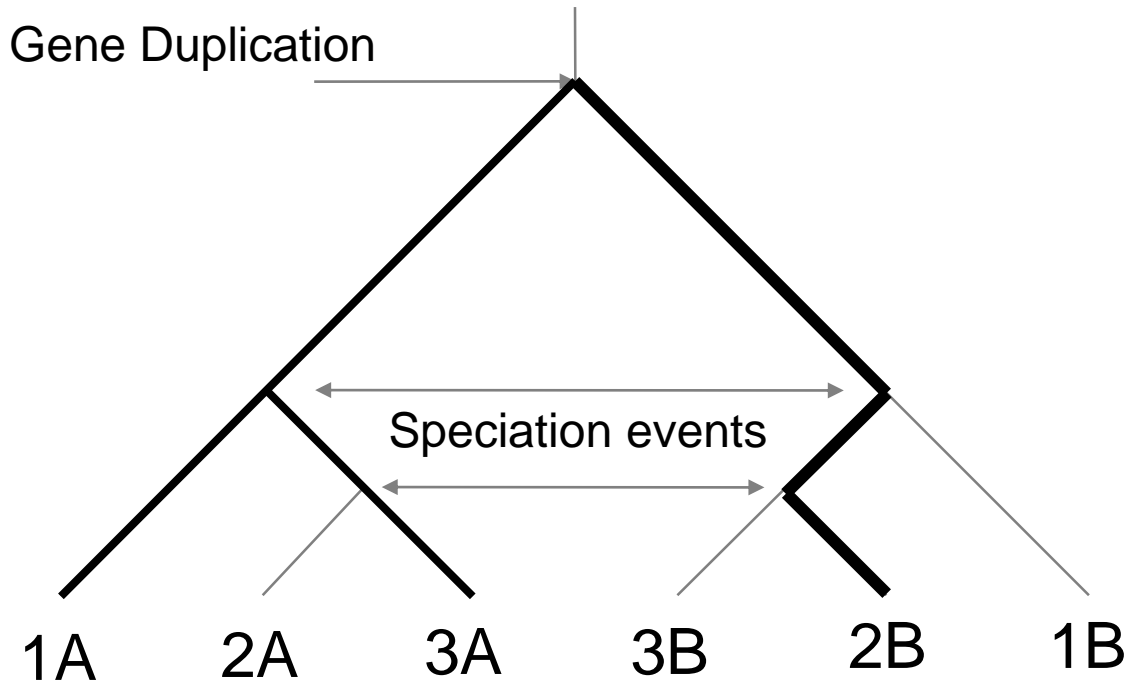 Gene Duplication
Speciation events
1A 2A 3A 3B 2B 1B